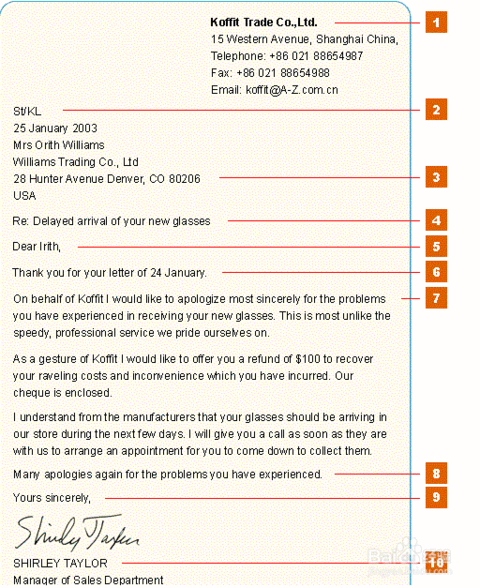 Koffit Trade Co.,Ltd.
1
15 Western Avenue, Shanghai China,
Telephone: +86 021 88654987
Fax: +86 021 88654988
Email: koffit@A-Z.com.cn
St/KL
2
25 January 2003
Mrs Orith Williams
Williams Trading Co., Ltd
28 Hunter Avenue Denver, CO 80206
3
USA
Re: Delayed arrival of your new glasses
4
Dear Irith,
5
Thank you for your letter of 24 January.
6
On behalf of Koffit I would like to apologize most sincerely for the problems
7
you have experienced in receiving your new glasses. This is most unlike the
speedy, professional service we pride ourselves on.
As a gesture of Koffit I would like to offer you a refund of $100 to recover
your raveling costs and inconvenience which you have incurred. Our
cheque is enclosed.
I understand from the manufacturers that your glasses should be arriving in
our store during the next few days. I will give you a call as soon as they are
with us to arrange an appointment for you to come down to collect them.
Many apologies again for the problems you have experienced.
8
Yours sincerely,
9
Shirley Taylor
SHIRLEY TAYLOR
10
Manager of Sales Department